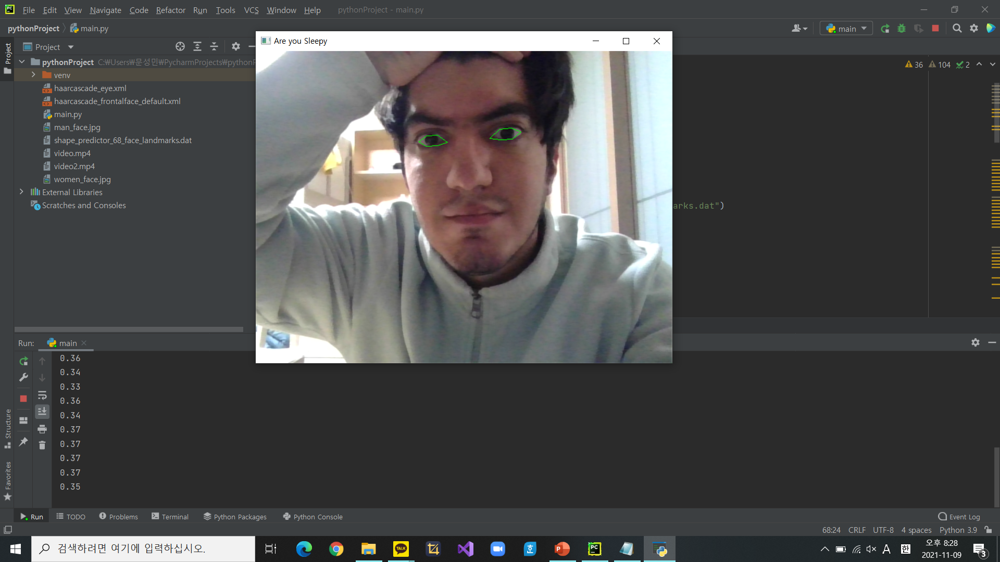 File Edit View Navigate Code Refactor Run Tools VCS Window Help pythonProject - main.py
pythonProject main.py
main
Project
Project
Are you Sleepy
pythonProject C:₩Users₩문성민₩PycharmProjects₩pythonP
36 104 2
venv
haarcascade_eye.xml
haarcascade_frontalface_default.xml
main.py
man_face.jpg
shape_predictor_68_face_landmarks.dat
video.mp4
video2.mp4
women_face.jpg
External Libraries
Scratches and Consoles
arks.dat")
Run: main
0.36
0.34
0.33
0.36
0.34
0.37
0.37
0.37
0.37
0.35
Structure
Favorites
Run TODO Problems Terminal Python Packages Python Console Event Log
68:24 CRLF UTF-8 4 spaces Python 3.9
검색하려면 여기에 입력하십시오.
TALK
PC
A 한
오후 8:28
2021-11-09
3